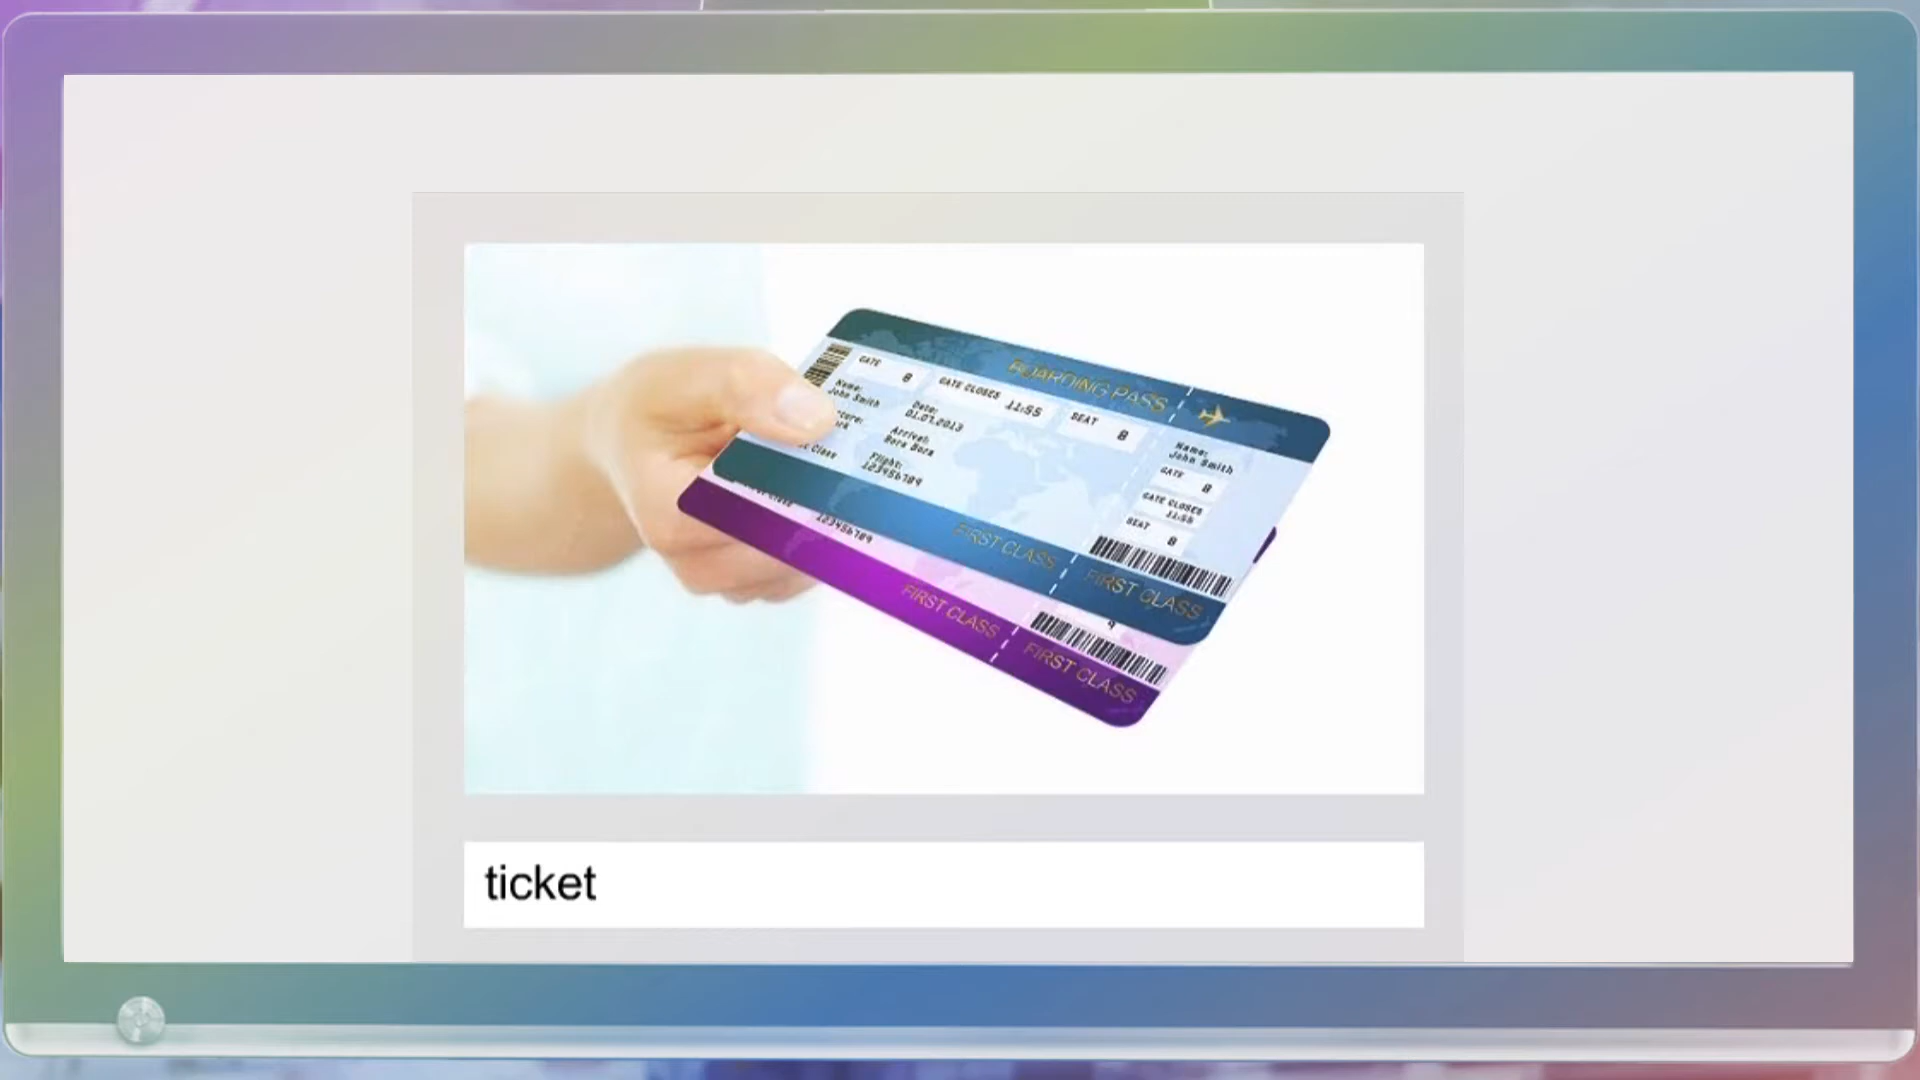 BOARDING PASS
GATE 8
GATE CLOSES 11:55
SEAT 8
Name:
John Smith
Date:
01.07.2013
Arrival:
Bora Bora
Flight:
123456789
Class
Name:
John Smith
GATE 8
GATE CLOSES
11:55
SEAT
8
FIRST CLASS
FIRST CLASS
123456789
9
FIRST CLASS
FIRST CLASS
ticket